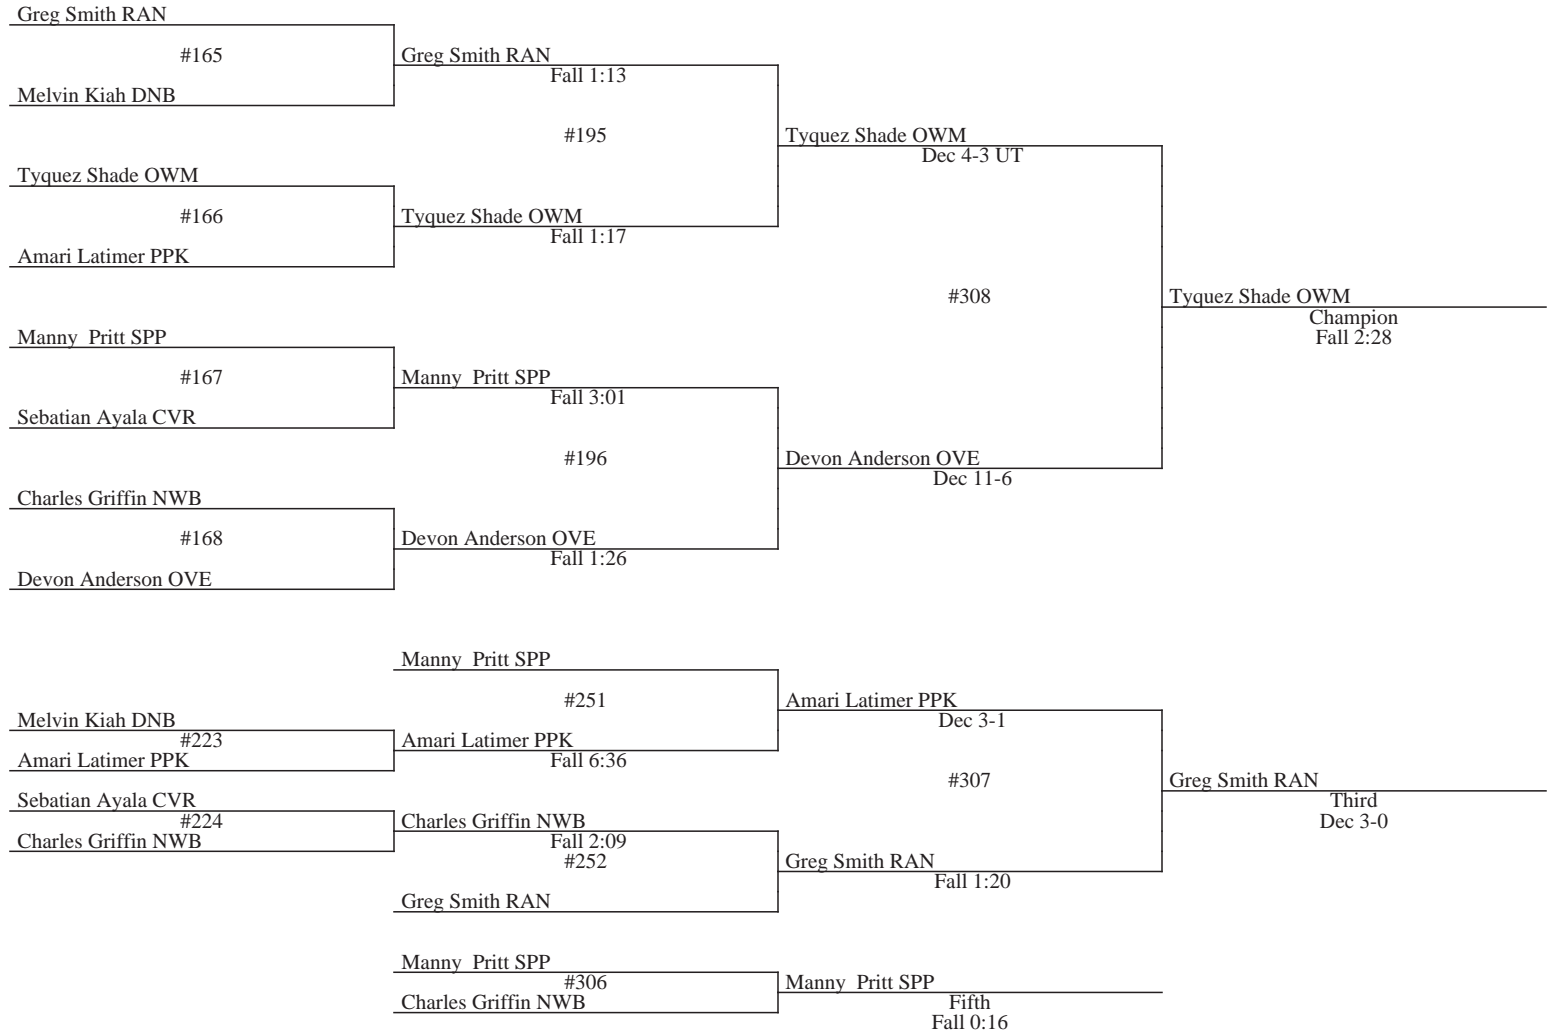 Greg Smith RAN
#165
Melvin Kiah DNB
Greg Smith RAN
Fall 1:13
#195
Tyquez Shade OWM
#166
Amari Latimer PPK
Tyquez Shade OWM
Fall 1:17
Tyquez Shade OWM
Dec 4-3 UT
#308
Tyquez Shade OWM
Champion
Fall 2:28
Manny  Pritt SPP
#167
Sebatian Ayala CVR
Manny  Pritt SPP
Fall 3:01
#196
Charles Griffin NWB
#168
Devon Anderson OVE
Devon Anderson OVE
Fall 1:26
Devon Anderson OVE
Dec 11-6
Manny  Pritt SPP
#251
Melvin Kiah DNB
#223
Amari Latimer PPK
Amari Latimer PPK
Fall 6:36
Amari Latimer PPK
Dec 3-1
#307
Greg Smith RAN
Third
Dec 3-0
Sebatian Ayala CVR
#224
Charles Griffin NWB
Charles Griffin NWB
Fall 2:09
#252
Greg Smith RAN
Greg Smith RAN
Fall 1:20
Manny  Pritt SPP
#306
Charles Griffin NWB
Manny  Pritt SPP
Fifth
Fall 0:16